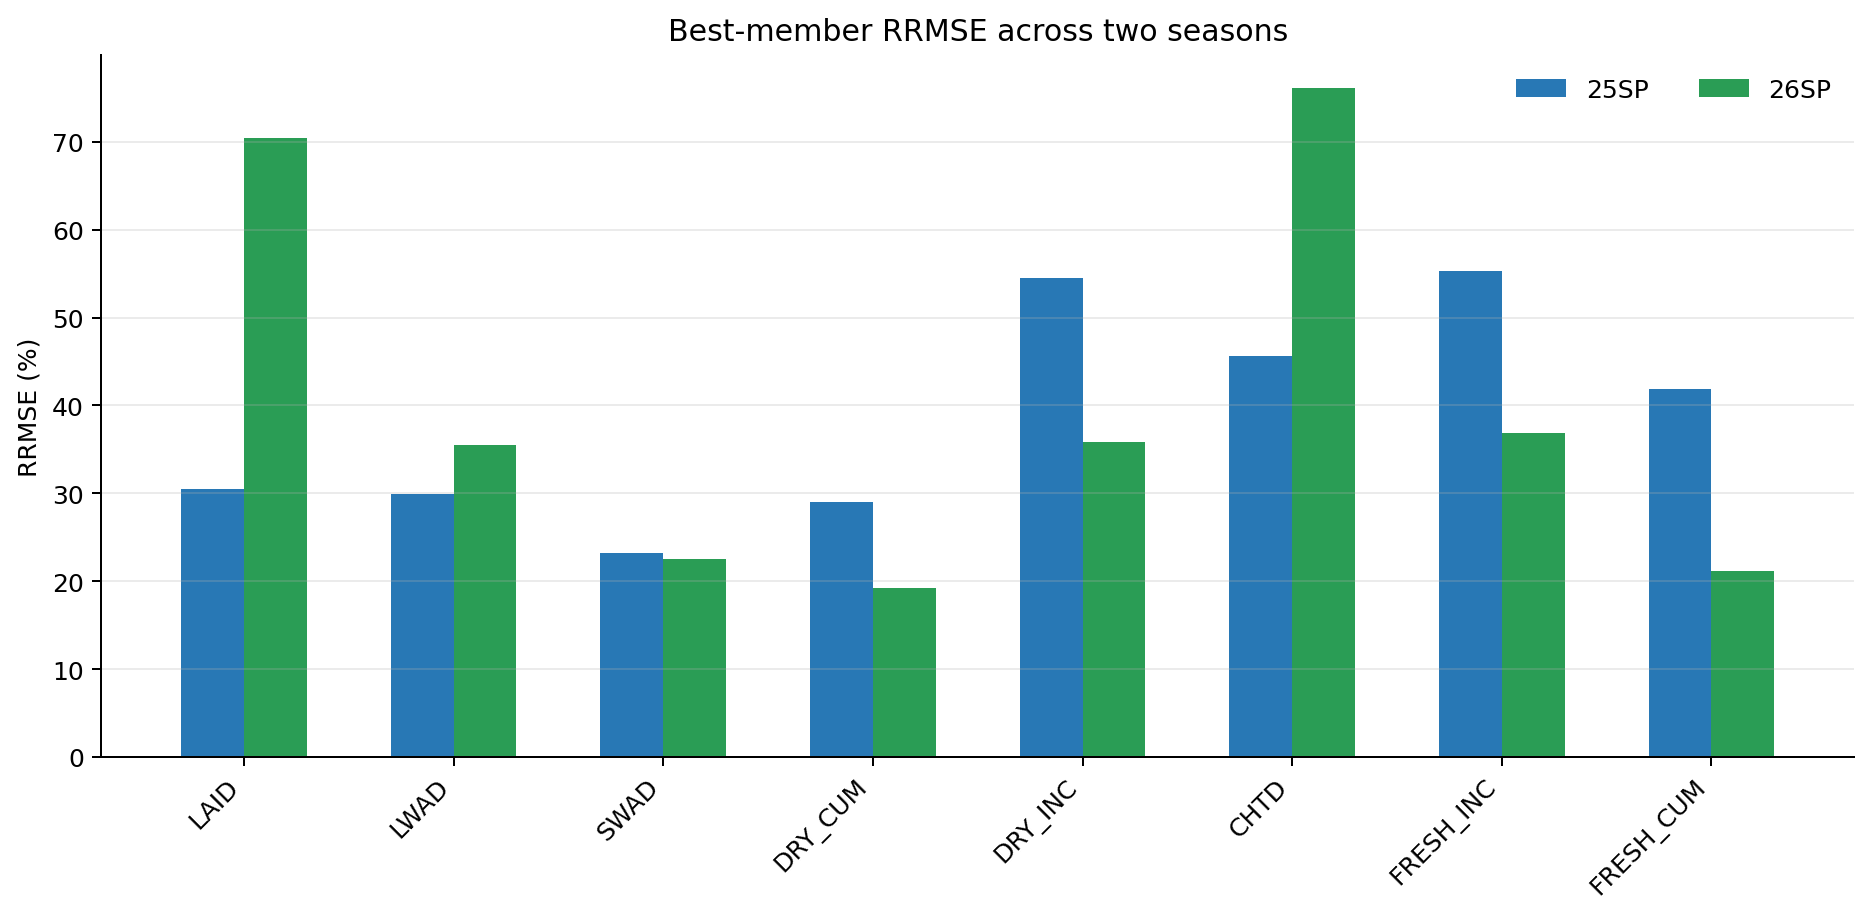 Best-member RRMSE across two seasons
25SP 26SP
RRMSE (%)
70
60
50
40
30
20
10
0
LAID LWAD SWAD DRY_CUM DRY_INC CHTD FRESH_INC FRESH_CUM